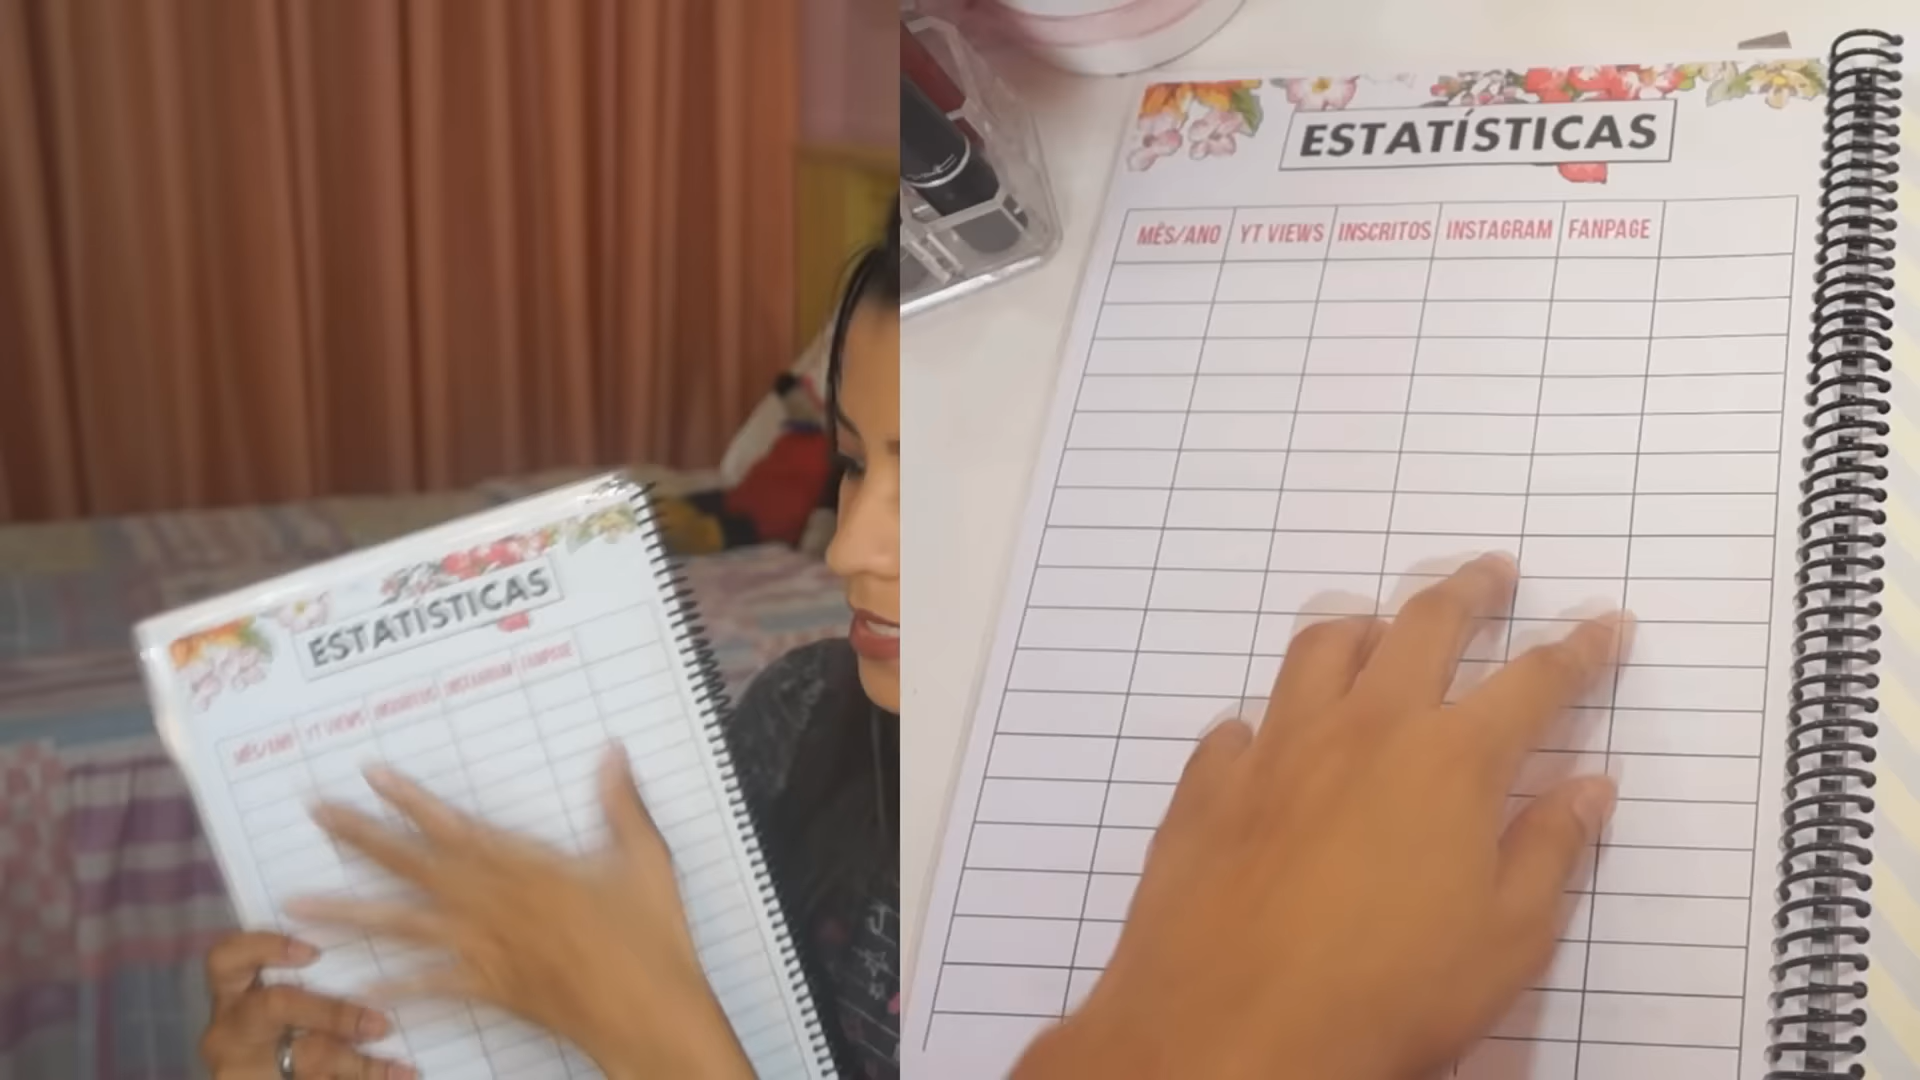 ESTATÍSTICAS
MÊS/ANO YT VIEWS INSCRITOS INSTAGRAM FANPAGE
ESTATÍSTICAS
MÊS/ANO YT VIEWS INSCRITOS INSTAGRAM FANPAGE